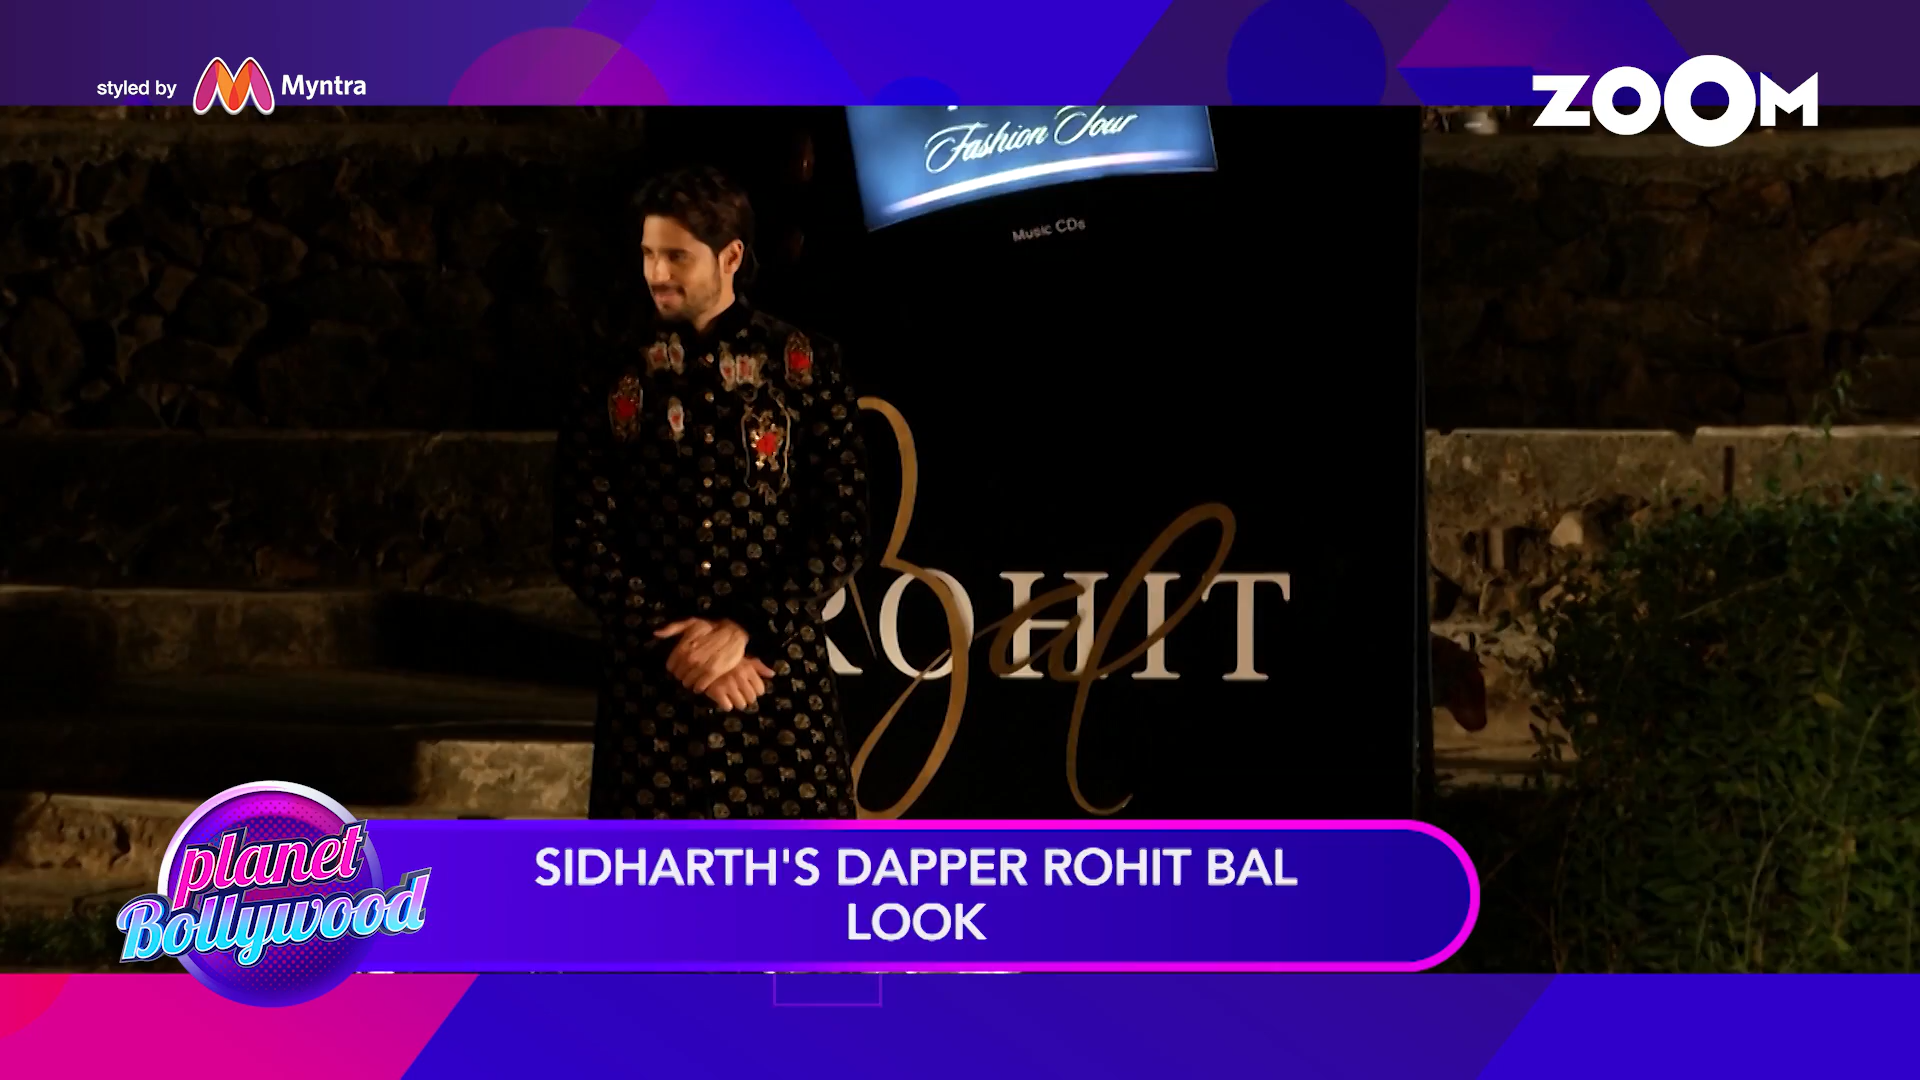 styled by Myntra
ZOOM
Fashion Tour
Music CDs
Bal
ROHIT
planet
Bollywood
SIDHARTH'S DAPPER ROHIT BAL
LOOK